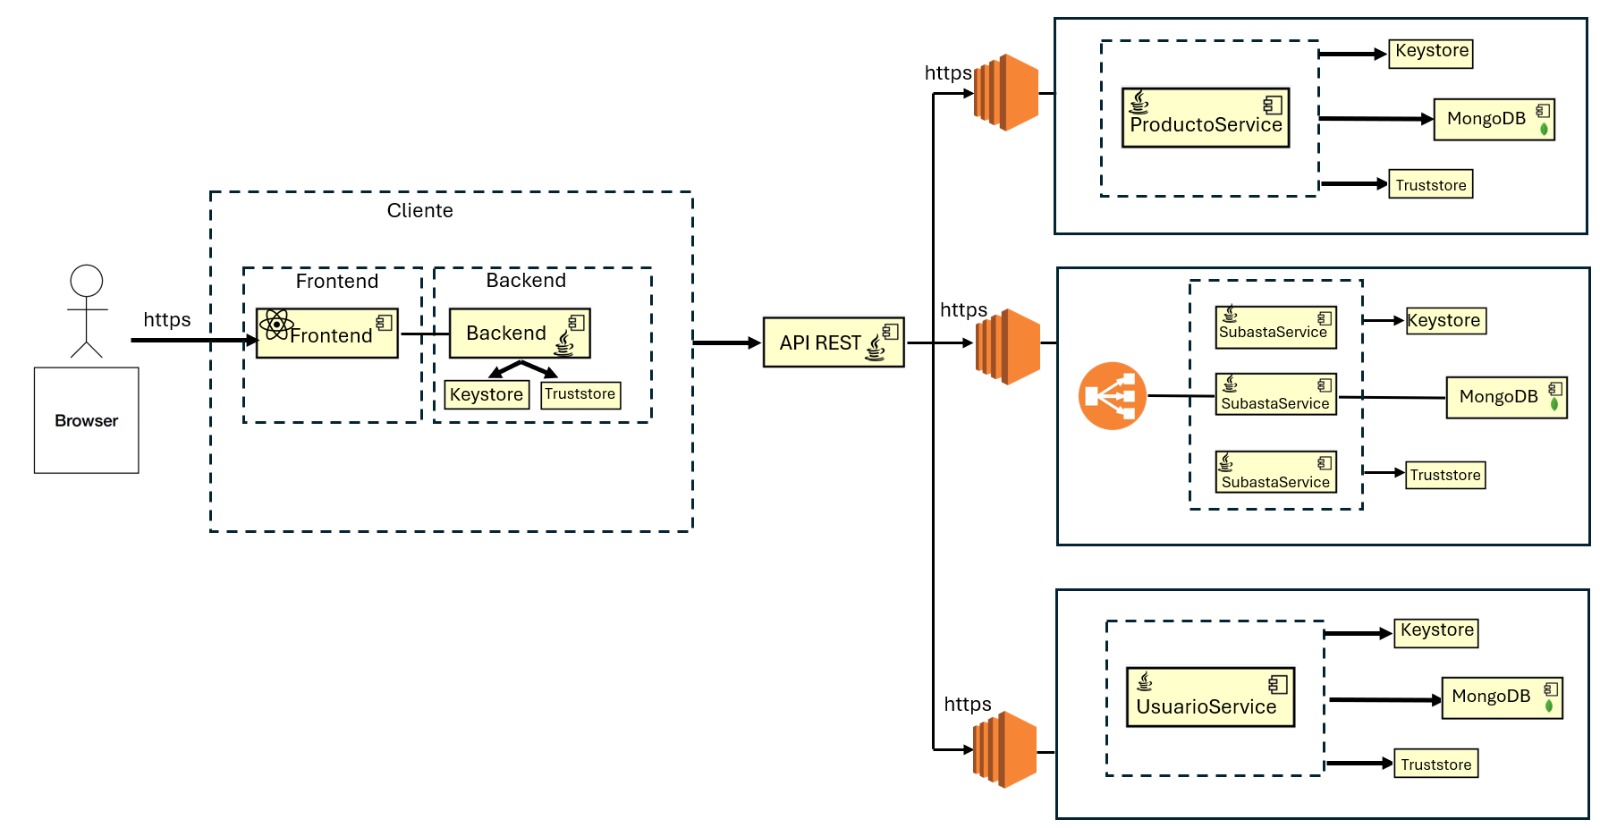 https
Browser
Cliente
Frontend
Frontend
Backend
Backend
Keystore
Truststore
API REST
https
ProductoService
Keystore
MongoDB
Truststore
https
SubastaService
SubastaService
SubastaService
Keystore
MongoDB
Truststore
https
UsuarioService
Keystore
MongoDB
Truststore